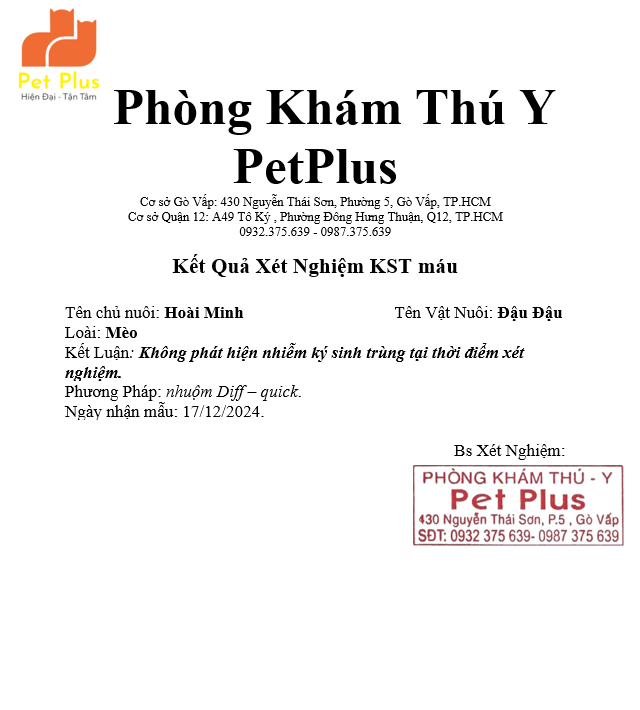 Pet Plus
Hiện Đại - Tận Tâm
Phòng Khám Thú Y
PetPlus
Cơ sở Gò Vấp: 430 Nguyễn Thái Sơn, Phường 5, Gò Vấp, TP.HCM
Cơ sở Quận 12: A49 Tô Ký , Phường Đông Hưng Thuận, Q12, TP.HCM
0932.375.639 - 0987.375.639
Kết Quả Xét Nghiệm KST máu
Tên chủ nuôi: Hoài Minh Tên Vật Nuôi: Đậu Đậu
Loài: Mèo
Kết Luận: Không phát hiện nhiễm ký sinh trùng tại thời điểm xét
nghiệm.
Phương Pháp: nhuộm Diff – quick.
Ngày nhận mẫu: 17/12/2024.
Bs Xét Nghiệm:
PHÒNG KHÁM THÚ - Y
Pet Plus
430 Nguyễn Thái Sơn, P.5 , Gò Vấp
SĐT: 0932 375 639- 0987 375 639